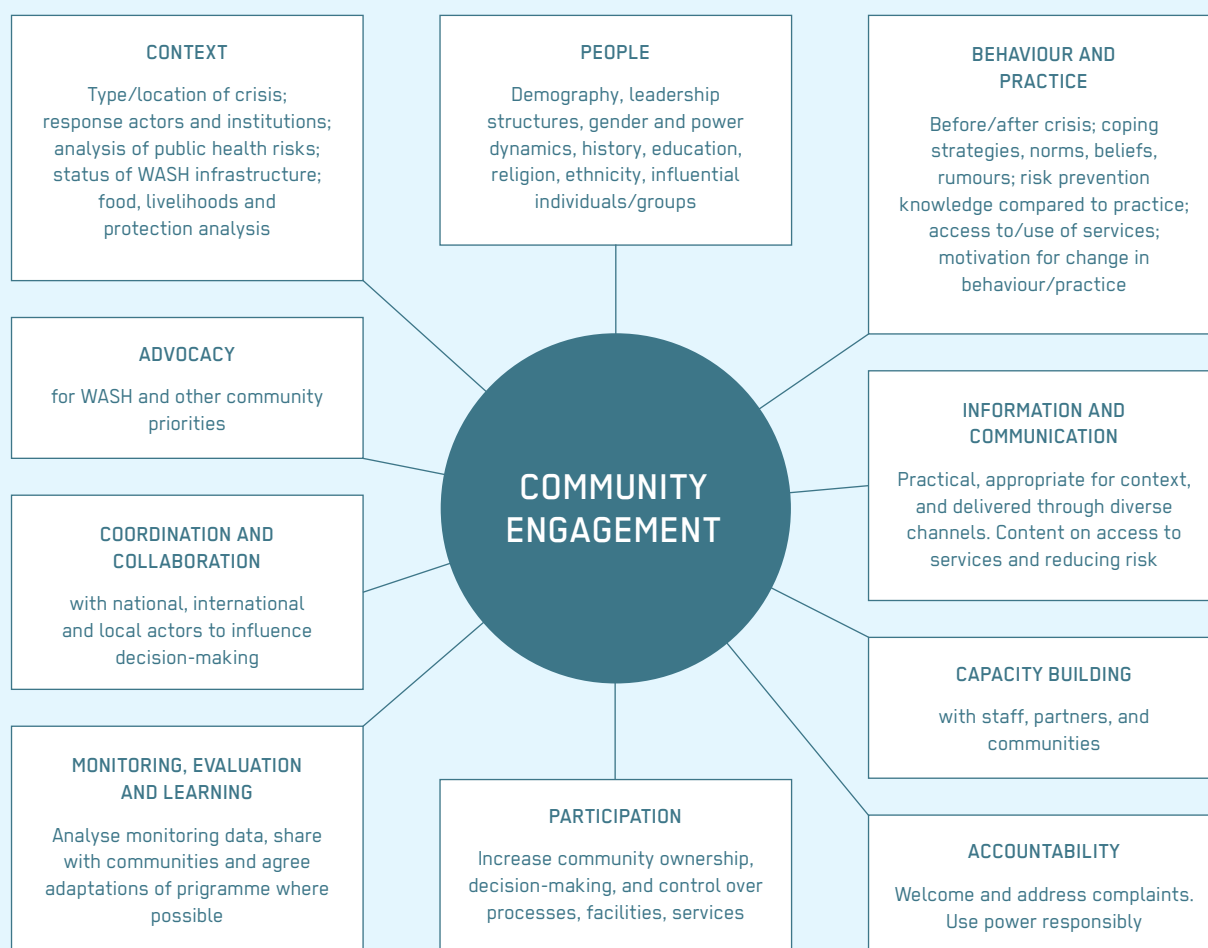 CONTEXT
Type/location of crisis;
response actors and institutions;
analysis of public health risks;
status of WASH infrastructure;
food, livelihoods and
protection analysis
PEOPLE
Demography, leadership
structures, gender and power
dynamics, history, education,
religion, ethnicity, influential
individuals/groups
BEHAVIOUR AND
PRACTICE
Before/after crisis; coping
strategies, norms, beliefs,
rumours; risk prevention
knowledge compared to practice;
access to/use of services;
motivation for change in
behaviour/practice
ADVOCACY
for WASH and other community
priorities
COMMUNITY
ENGAGEMENT
INFORMATION AND
COMMUNICATION
Practical, appropriate for context,
and delivered through diverse
channels. Content on access to
services and reducing risk
COORDINATION AND
COLLABORATION
with national, international
and local actors to influence
decision-making
CAPACITY BUILDING
with staff, partners, and
communities
MONITORING, EVALUATION
AND LEARNING
Analyse monitoring data, share
with communities and agree
adaptations of prigramme where
possible
PARTICIPATION
Increase community ownership,
decision-making, and control over
processes, facilities, services
ACCOUNTABILITY
Welcome and address complaints.
Use power responsibly